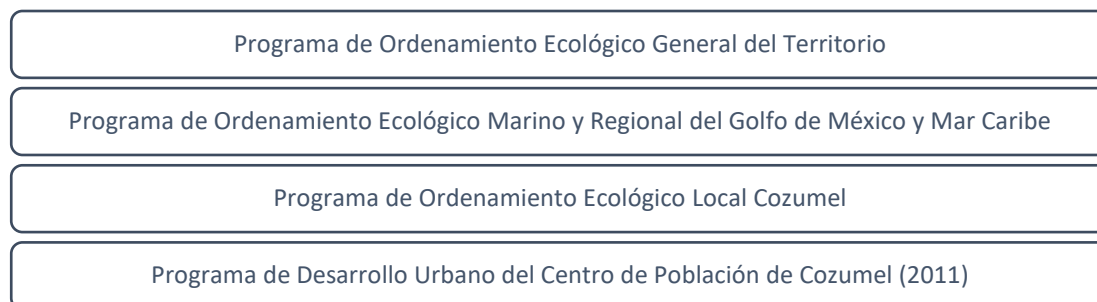 Programa de Ordenamiento Ecológico General del Territorio
Programa de Ordenamiento Ecológico Marino y Regional del Golfo de México y Mar Caribe
Programa de Ordenamiento Ecológico Local Cozumel
Programa de Desarrollo Urbano del Centro de Población de Cozumel (2011)